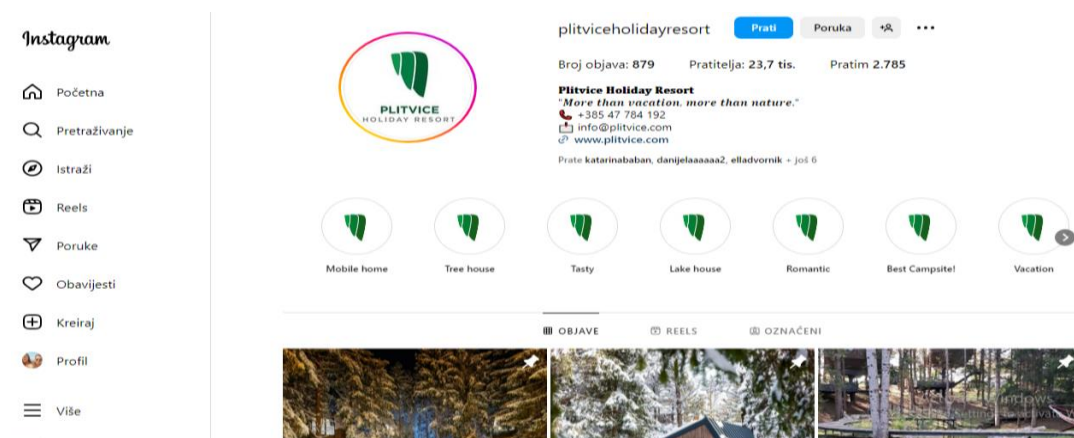 Instagram
Početna
Pretraživanje
Istraži
Reels
Poruke
Obavijesti
Kreiraj
Profil
Više
PLITVICE
HOLIDAY RESORT
plitviceholidayresort Prati Poruka
Broj objava: 879 Pratitelja: 23,7 tis. Pratim 2.785
Plitvice Holiday Resort
"More than vacation. more than nature."
+385 47 784 192
info@plitvice.com
www.plitvice.com
Prate katarinababan, danijelaaaaaa2, elladvornik + još 6
Mobile home Tree house Tasty Lake house Romantic Best Campsite! Vacation
OBJAVE REELS OZNAČENI